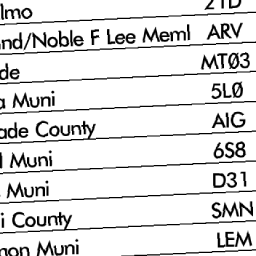 lmo 21D
and/Noble F Lee Meml ARV
de MTØ3
a Muni 5LØ
ade County AIG
l Muni 6S8
Muni D31
i County SMN
mon Muni LEM